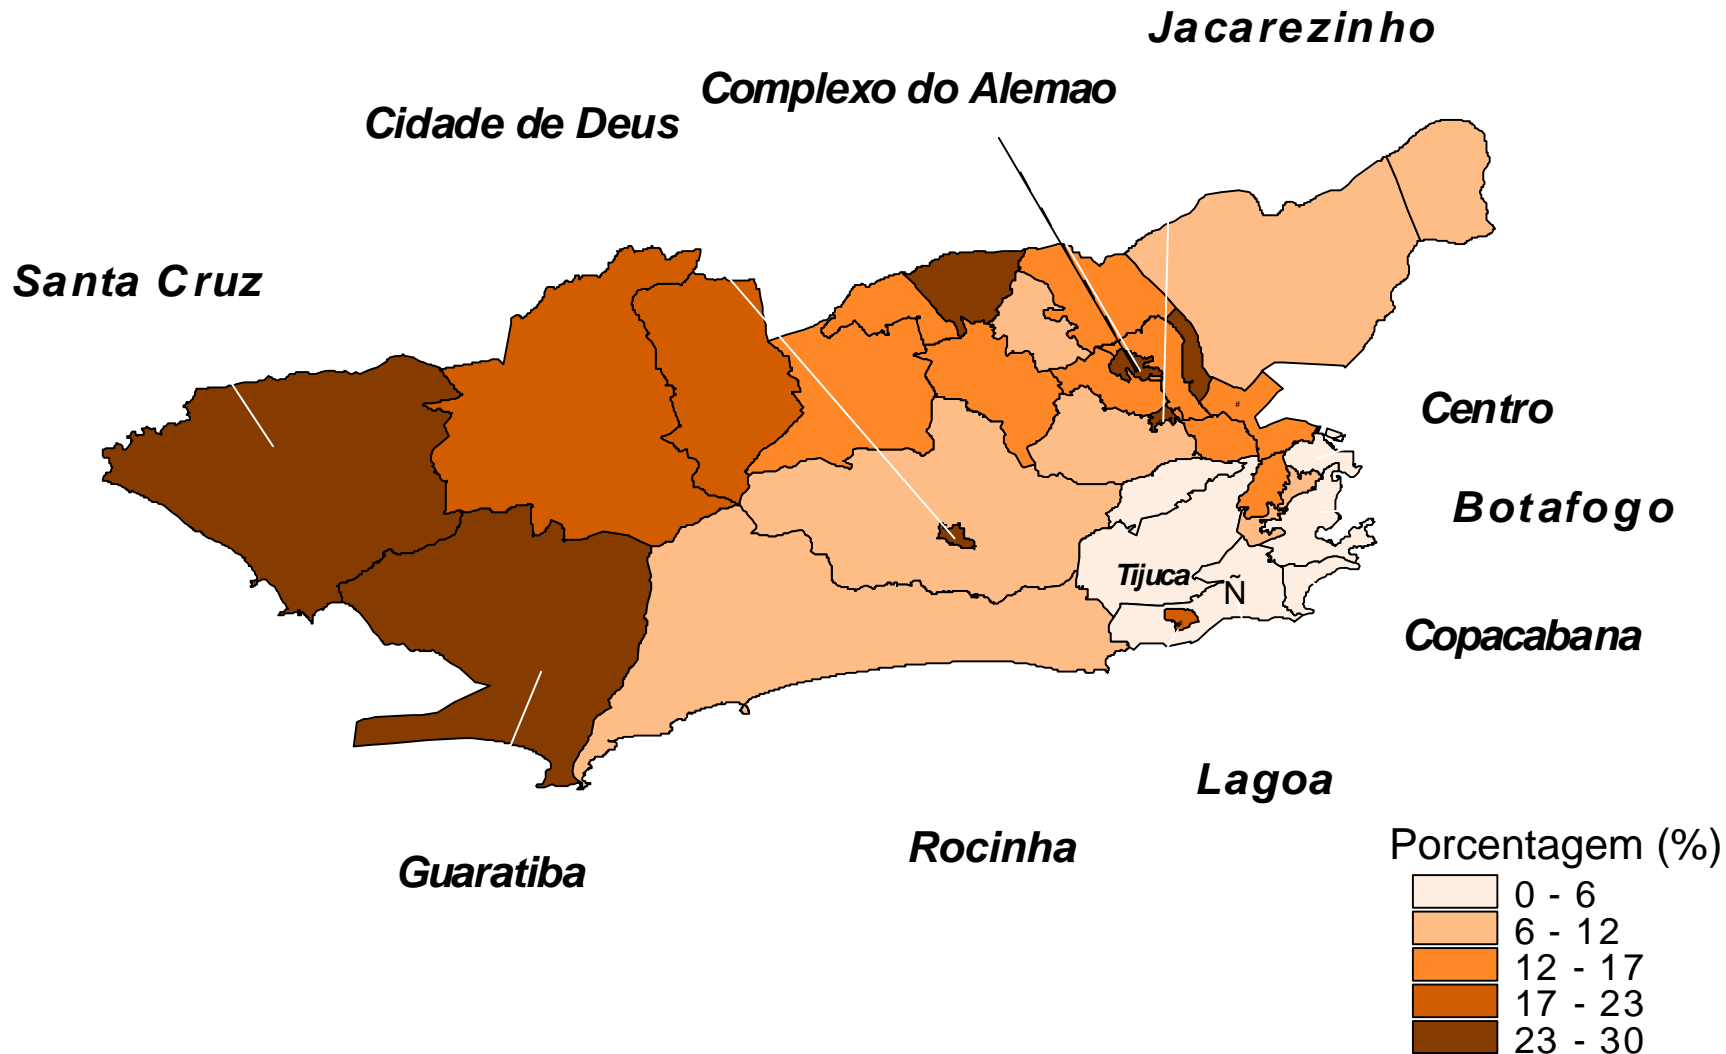 Jacarezinho
Complexo do Alemao
Cidade de Deus
Santa Cruz
#
Centro
Botafogo
Tijuca
Ñ
Copacabana
Lagoa
Rocinha
Guaratiba
Porcentagem (%)
0 - 6
6 - 12
12 - 17
17 - 23
23 - 30